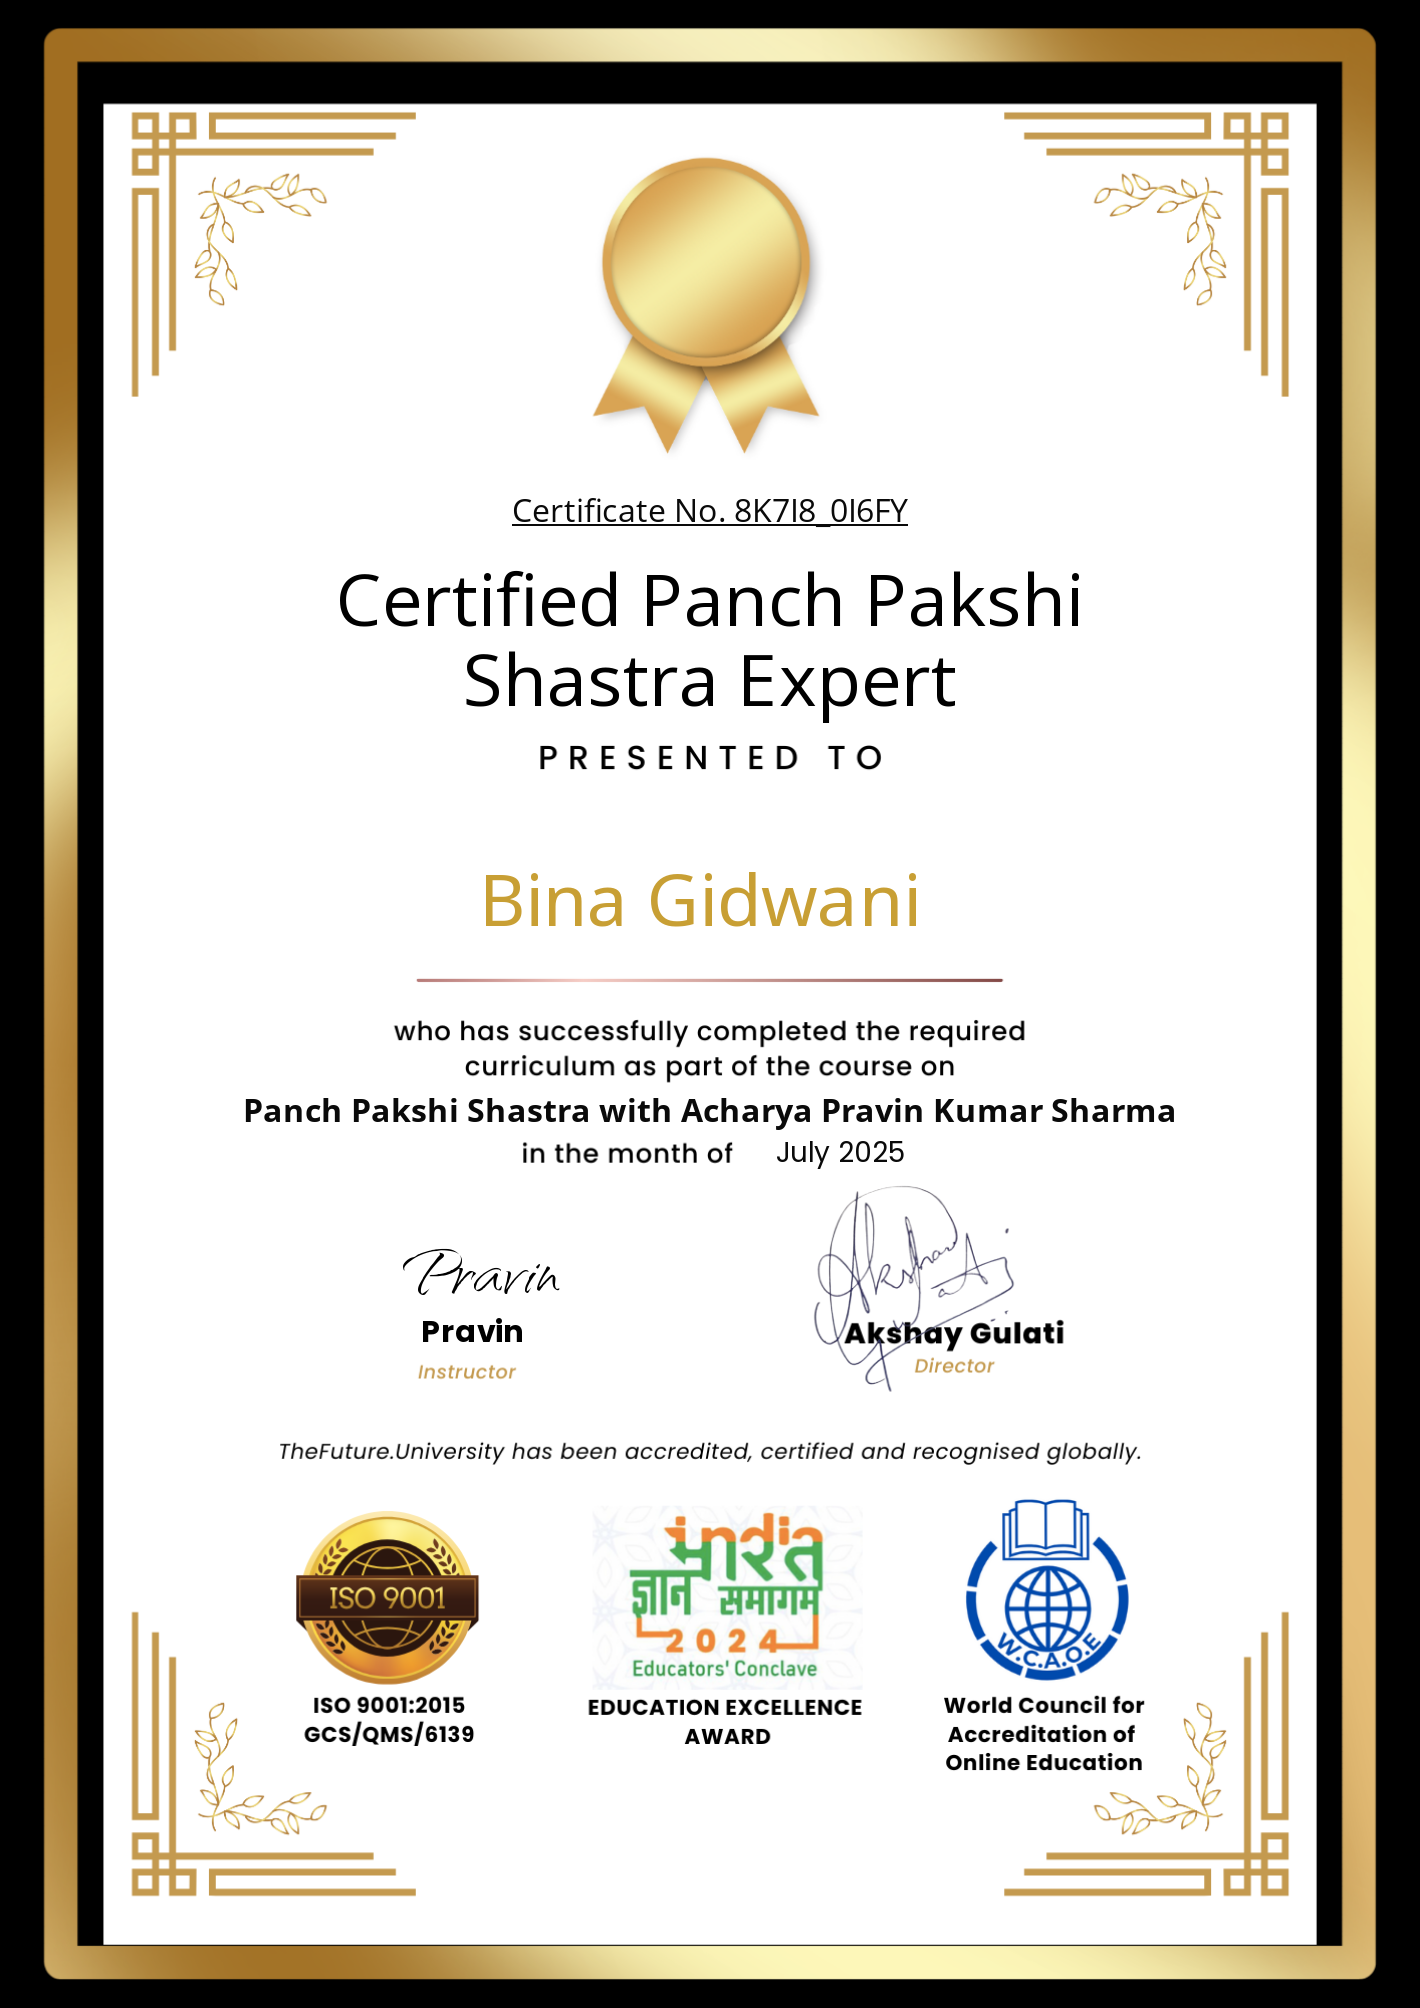 Certificate No. 8K7I8_0I6FY
Certified Panch Pakshi
Shastra Expert
PRESENTED TO
Bina Gidwani
who has successfully completed the required
curriculum as part of the course on
Panch Pakshi Shastra with Acharya Pravin Kumar Sharma
in the month of July 2025
Pravin
Pravin
Instructor
Akshay Gulati
Director
TheFuture.University has been accredited, certified and recognised globally.
ISO 9001
ISO 9001:2015
GCS/QMS/6139
india
भारत
ज्ञान समागम
2024
Educators' Conclave
EDUCATION EXCELLENCE
AWARD
W.C.A.O.E
World Council for
Accreditation of
Online Education